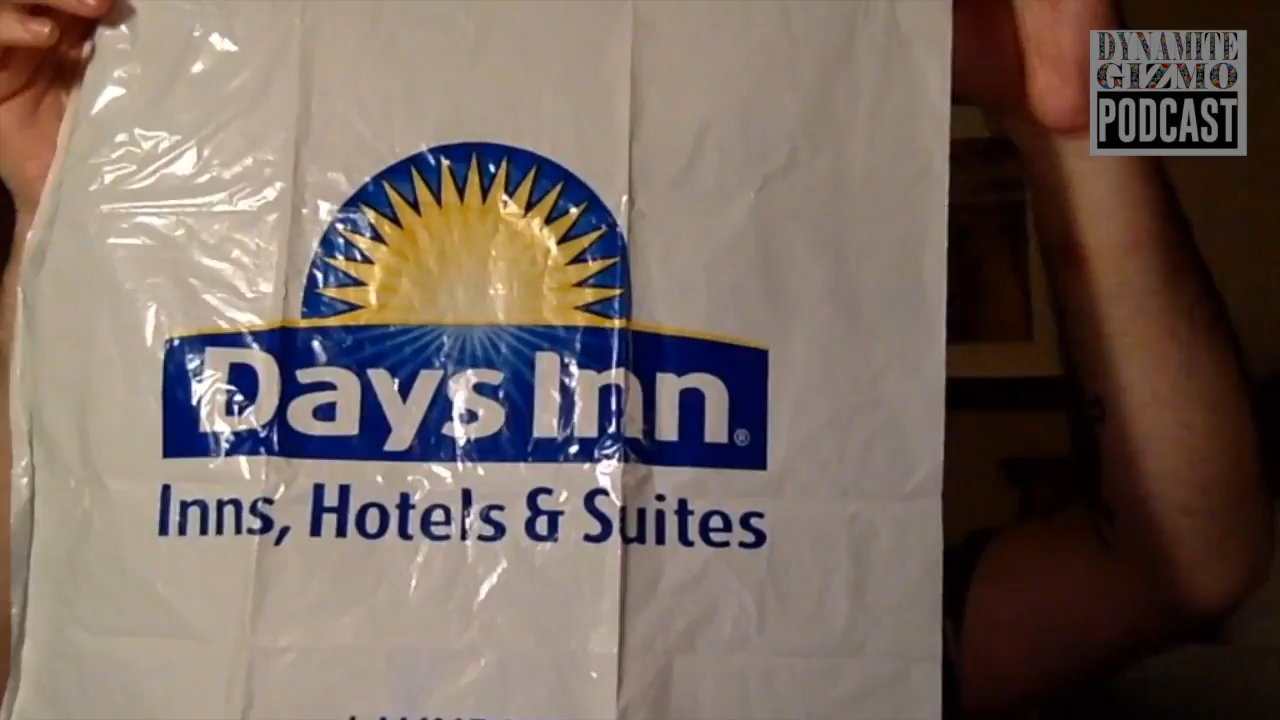 DYNAMITE
GIZMO
PODCAST
Days Inn®
Inns, Hotels & Suites